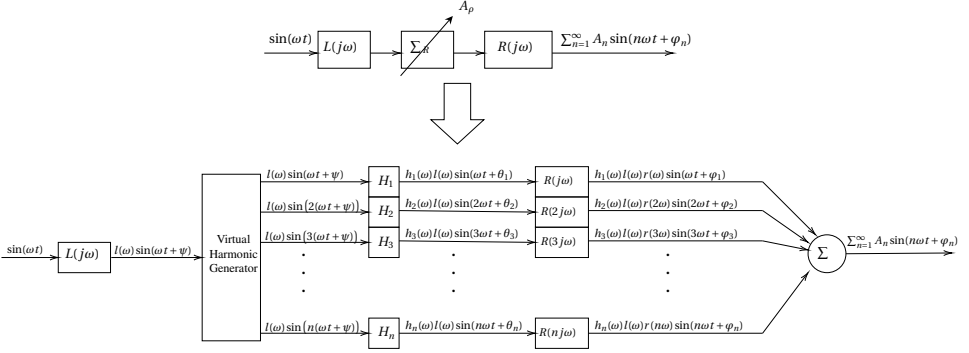 A_ρ
sin(ωt)
L(jω)
Σ_R
R(jω)
∑_{n=1}^{∞} A_n sin(nωt + φ_n)
l(ω) sin(ωt + ψ)
H_1
h_1(ω)l(ω) sin(ωt + θ_1)
R(jω)
h_1(ω)l(ω)r(ω) sin(ωt + φ_1)
l(ω) sin(2(ωt + ψ))
H_2
h_2(ω)l(ω) sin(2ωt + θ_2)
R(2jω)
h_2(ω)l(ω)r(2ω) sin(2ωt + φ_2)
l(ω) sin(3(ωt + ψ))
H_3
h_3(ω)l(ω) sin(3ωt + θ_3)
R(3jω)
h_3(ω)l(ω)r(3ω) sin(3ωt + φ_3)
sin(ωt)
L(jω)
l(ω) sin(ωt + ψ)
Virtual
Harmonic
Generator
Σ
∑_{n=1}^{∞} A_n sin(nωt + φ_n)
l(ω) sin(n(ωt + ψ))
H_n
h_n(ω)l(ω) sin(nωt + θ_n)
R(njω)
h_n(ω)l(ω)r(nω) sin(nωt + φ_n)